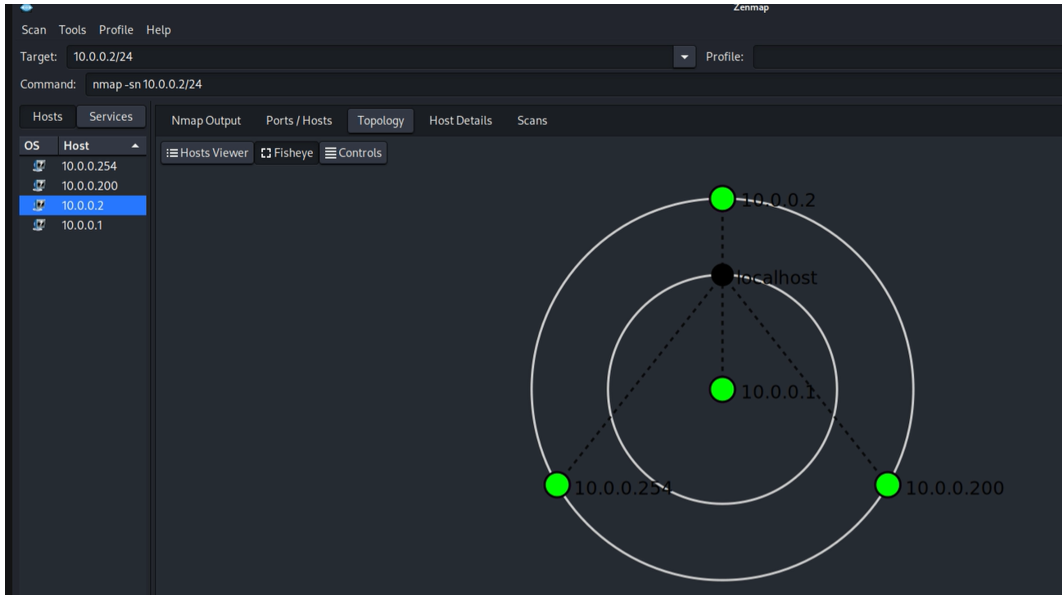 Zenmap
Scan Tools Profile Help
Target: 10.0.0.2/24 Profile:
Command: nmap -sn 10.0.0.2/24
Hosts Services
Nmap Output Ports / Hosts Topology Host Details Scans
OS Host
Hosts Viewer Fisheye Controls
10.0.0.254
10.0.0.200
10.0.0.2
10.0.0.1
10.0.0.2
localhost
10.0.0.1
10.0.0.254
10.0.0.200